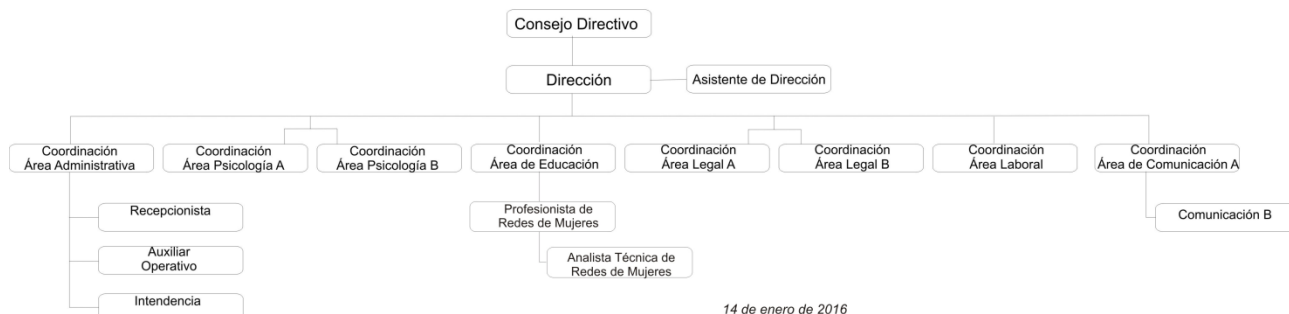 Consejo Directivo
Dirección
Asistente de Dirección
Coordinación
Área Administrativa
Coordinación
Área Psicología A
Coordinación
Área Psicología B
Coordinación
Área de Educación
Coordinación
Área Legal A
Coordinación
Área Legal B
Coordinación
Área Laboral
Coordinación
Área de Comunicación A
Recepcionista
Auxiliar
Operativo
Intendencia
Profesionista de
Redes de Mujeres
Analista Técnica de
Redes de Mujeres
Comunicación B
14 de enero de 2016